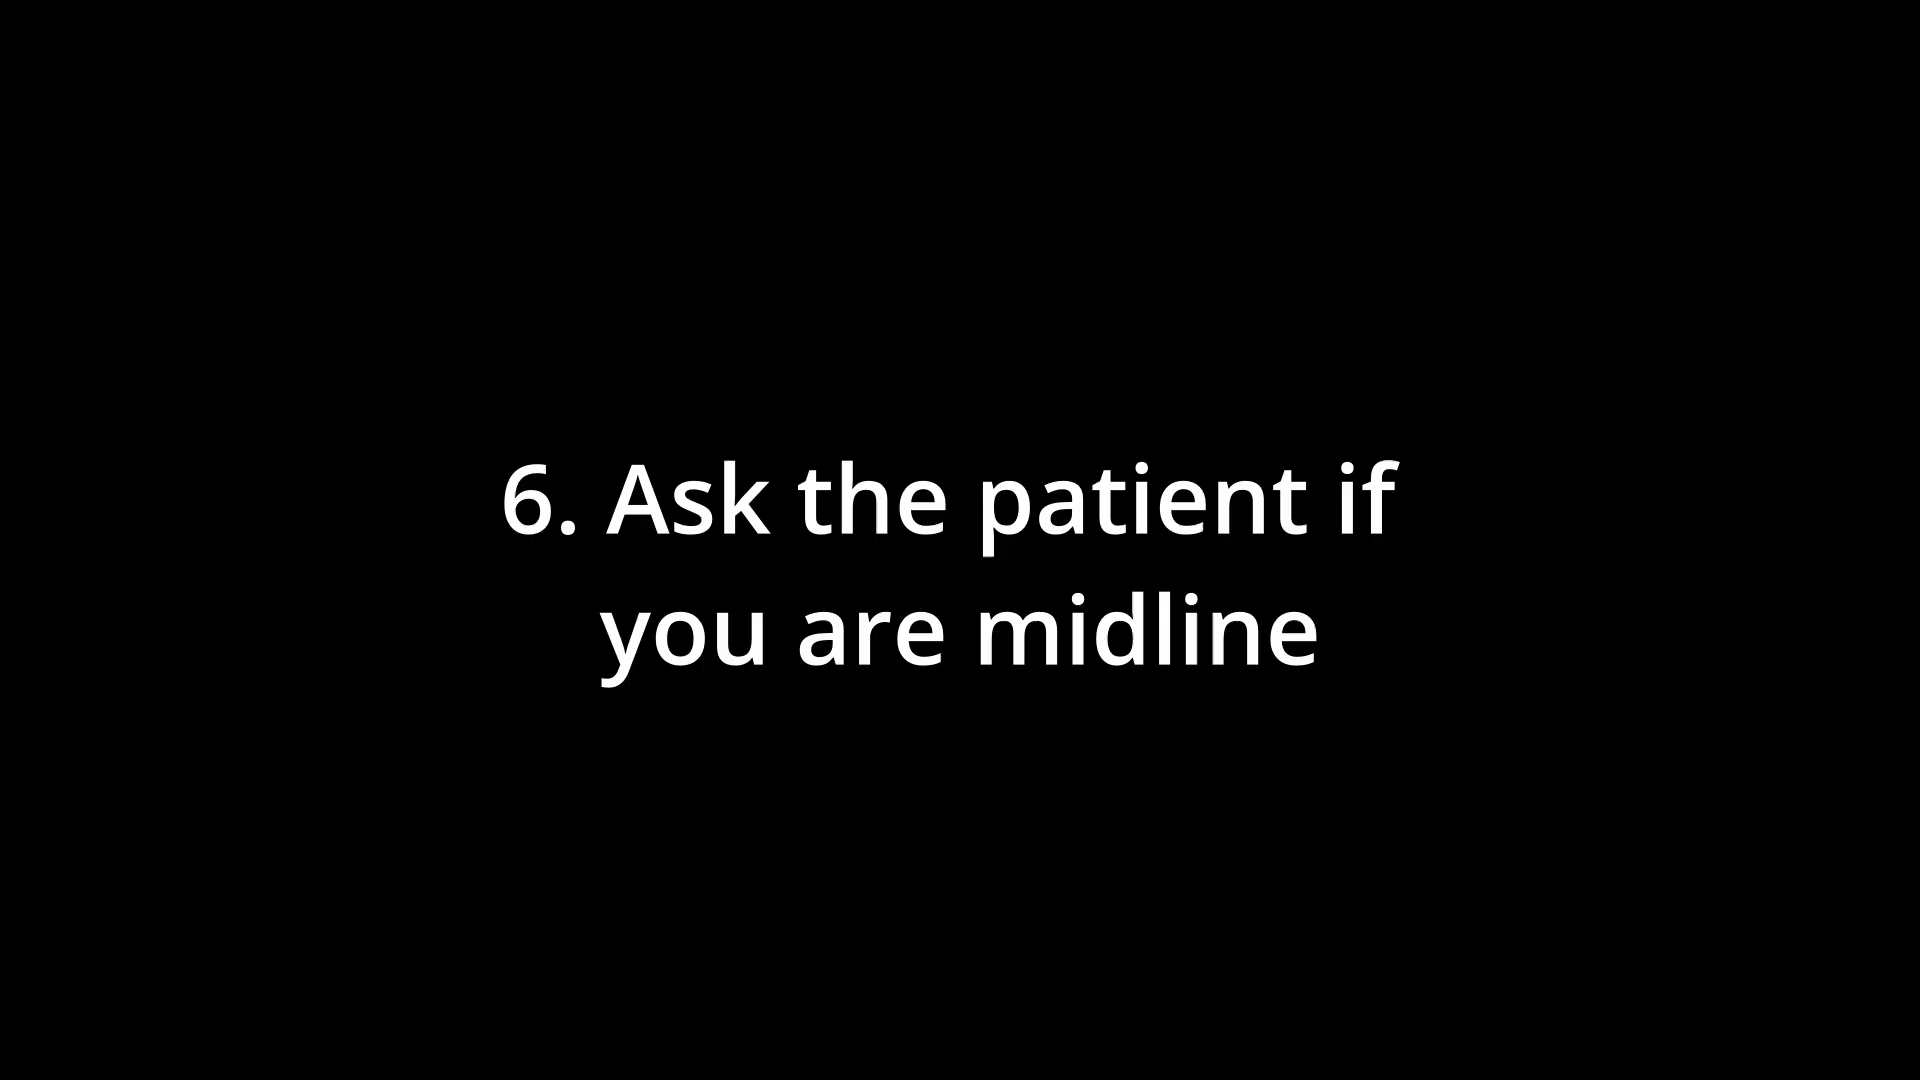 6. Ask the patient if
you are midline